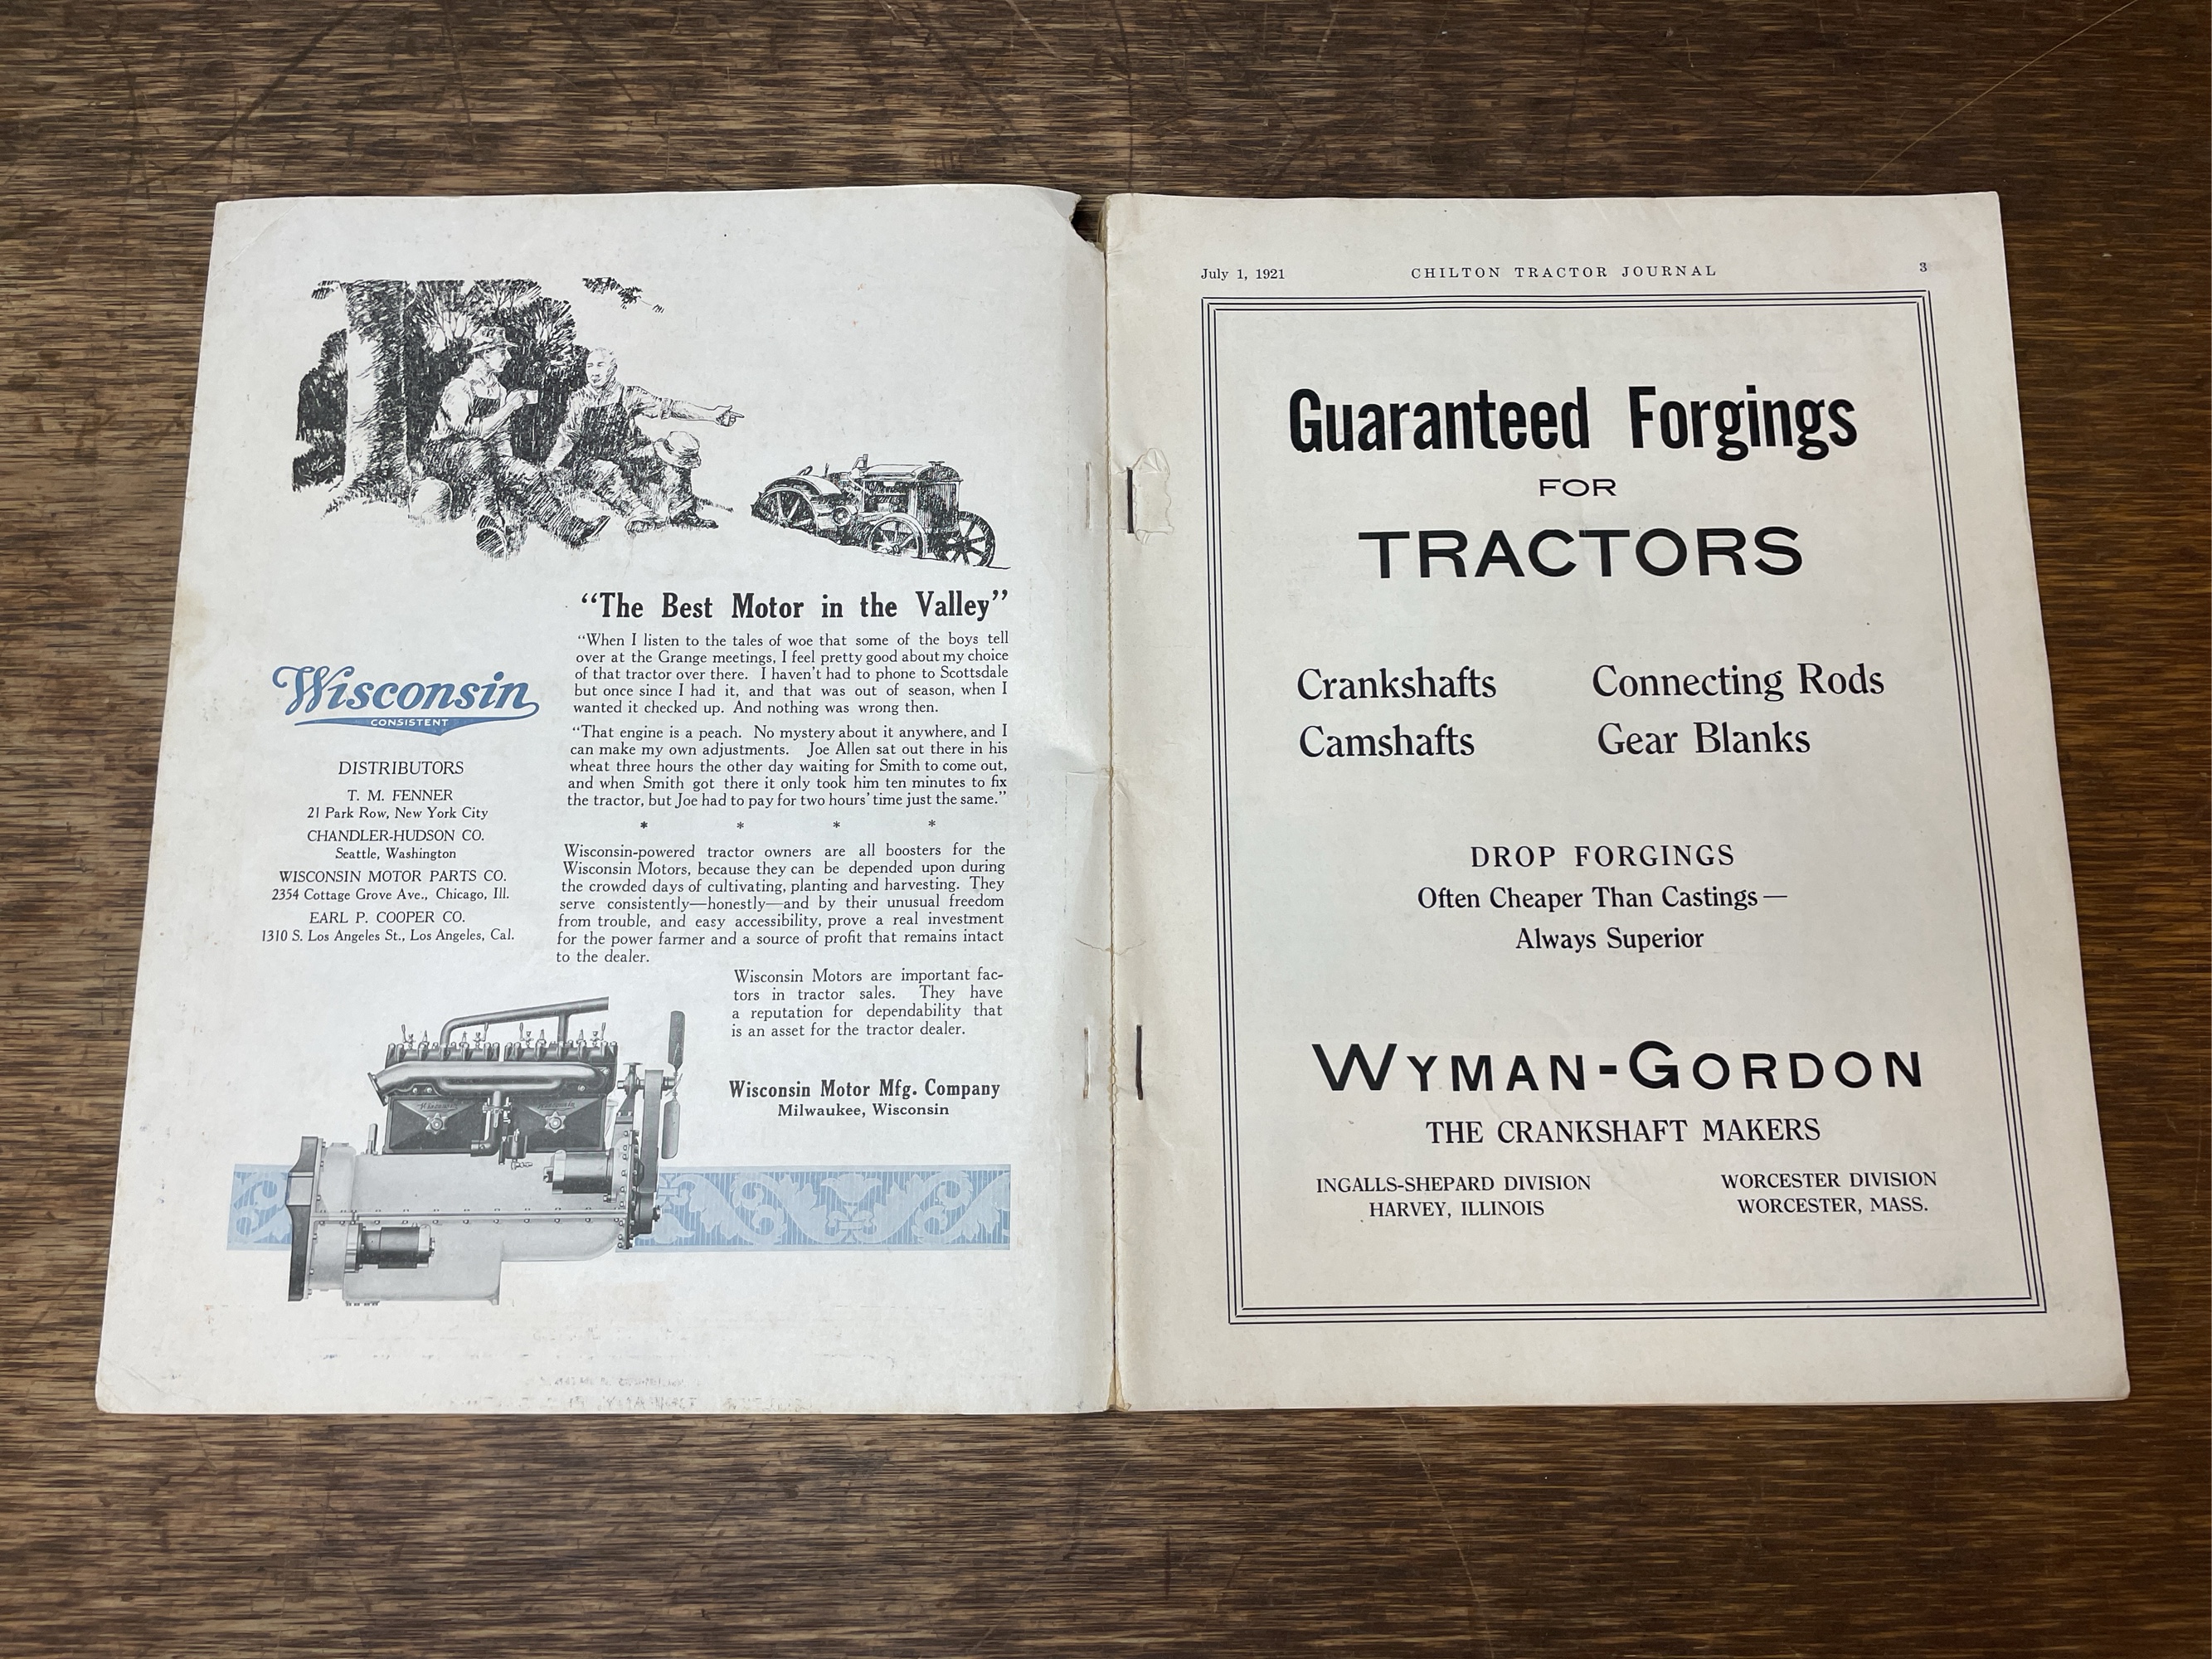 "The Best Motor in the Valley"
"When I listen to the tales of woe that some of the boys tell
over at the Grange meetings, I feel pretty good about my choice
of that tractor over there. I haven't had to phone to Scottsdale
but once since I had it, and that was out of season, when I
wanted it checked up. And nothing was wrong then.
"That engine is a peach. No mystery about it anywhere, and I
can make my own adjustments. Joe Allen sat out there in his
wheat three hours the other day waiting for Smith to come out,
and when Smith got there it only took him ten minutes to fix
the tractor, but Joe had to pay for two hours' time just the same."
* * * *
Wisconsin-powered tractor owners are all boosters for the
Wisconsin Motors, because they can be depended upon during
the crowded days of cultivating, planting and harvesting. They
serve consistently—honestly—and by their unusual freedom
from trouble, and easy accessibility, prove a real investment
for the power farmer and a source of profit that remains intact
to the dealer.
Wisconsin Motors are important fac-
tors in tractor sales. They have
a reputation for dependability that
is an asset for the tractor dealer.
Wisconsin Motor Mfg. Company
Milwaukee, Wisconsin
Wisconsin
CONSISTENT
DISTRIBUTORS
T. M. FENNER
21 Park Row, New York City
CHANDLER-HUDSON CO.
Seattle, Washington
WISCONSIN MOTOR PARTS CO.
2354 Cottage Grove Ave., Chicago, Ill.
EARL P. COOPER CO.
1310 S. Los Angeles St., Los Angeles, Cal.
July 1, 1921 CHILTON TRACTOR JOURNAL 3
Guaranteed Forgings
FOR
TRACTORS
Crankshafts Connecting Rods
Camshafts Gear Blanks
DROP FORGINGS
Often Cheaper Than Castings—
Always Superior
WYMAN-GORDON
THE CRANKSHAFT MAKERS
INGALLS-SHEPARD DIVISION WORCESTER DIVISION
HARVEY, ILLINOIS WORCESTER, MASS.